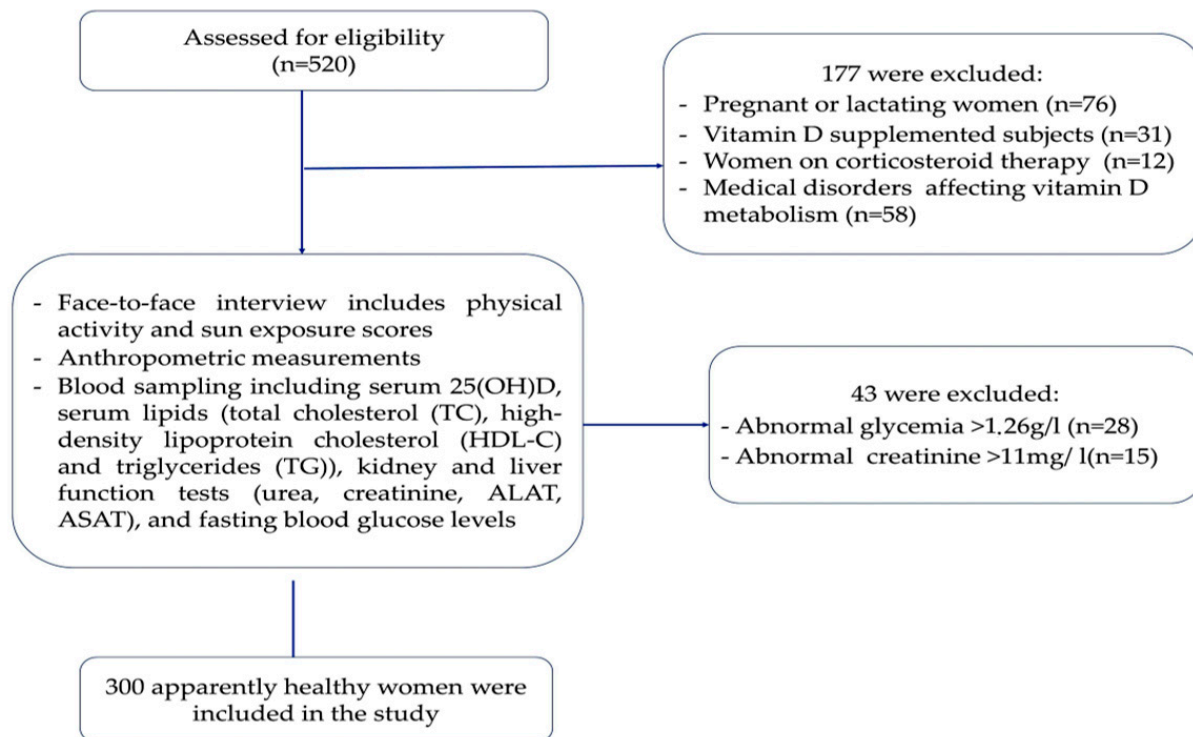 Assessed for eligibility
(n=520)
177 were excluded:
- Pregnant or lactating women (n=76)
- Vitamin D supplemented subjects (n=31)
- Women on corticosteroid therapy (n=12)
- Medical disorders affecting vitamin D
metabolism (n=58)
- Face-to-face interview includes physical
activity and sun exposure scores
- Anthropometric measurements
- Blood sampling including serum 25(OH)D,
serum lipids (total cholesterol (TC), high-
density lipoprotein cholesterol (HDL-C)
and triglycerides (TG)), kidney and liver
function tests (urea, creatinine, ALAT,
ASAT), and fasting blood glucose levels
43 were excluded:
- Abnormal glycemia >1.26g/l (n=28)
- Abnormal creatinine >11mg/ l(n=15)
300 apparently healthy women were
included in the study